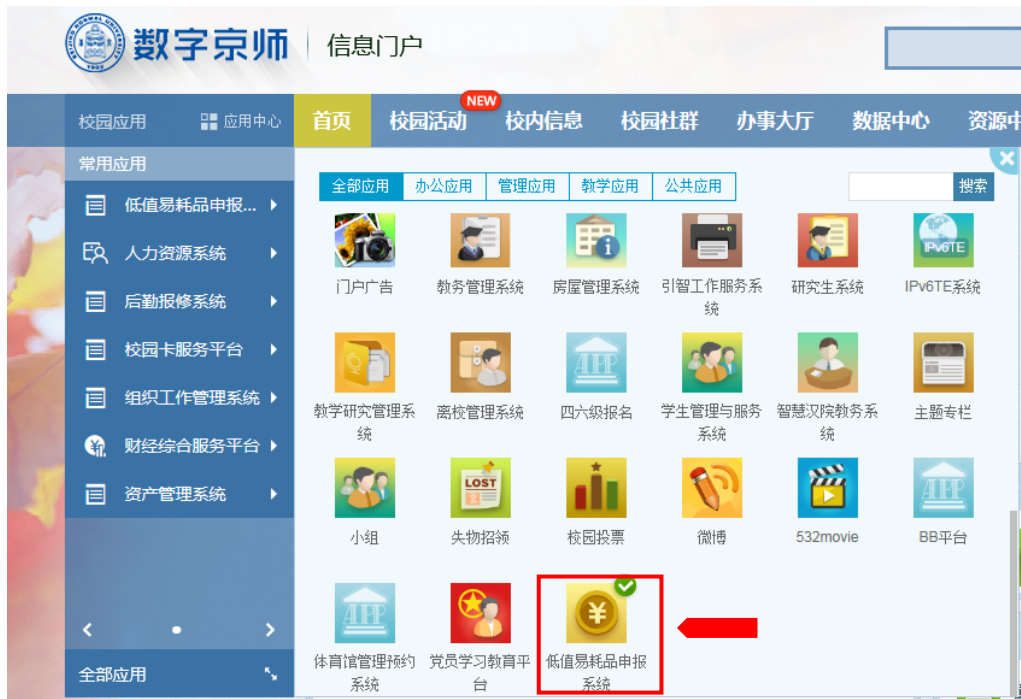 数字京师 信息门户
校园应用 应用中心 首页 校园活动 NEW 校内信息 校园社群 办事大厅 数据中心 资源中
常用应用
低值易耗品申报...
人力资源系统
后勤报修系统
校园卡服务平台
组织工作管理系统
财经综合服务平台
资产管理系统
全部应用
全部应用 办公应用 管理应用 教学应用 公共应用 搜索
IPv6TE
门户广告 教务管理系统 房屋管理系统 引智工作服务系 研究生系统 IPv6TE系统
统
APP
教学研究管理系 离校管理系统 四六级报名 学生管理与服务 智慧汉院教务系 主题专栏
统 系统 统
LOST APP
小组 失物招领 校园投票 微博 532movie BB平台
APP ¥
体育馆管理预约 党员学习教育平 低值易耗品申报
系统 台 系统